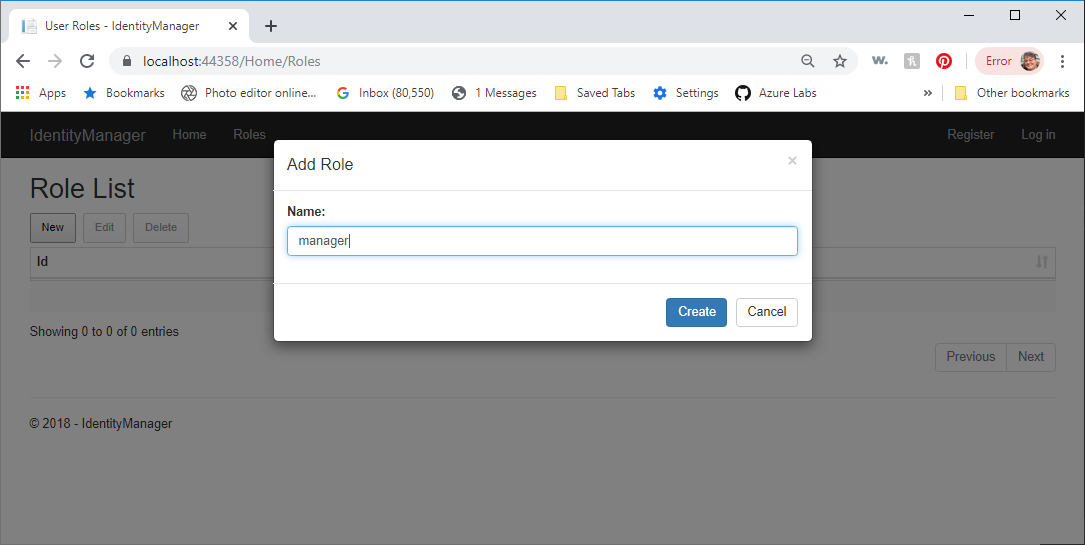 User Roles - IdentityManager
localhost:44358/Home/Roles
w.
Error
Apps Bookmarks Photo editor online... Inbox (80,550) 1 Messages Saved Tabs Settings Azure Labs » Other bookmarks
IdentityManager Home Roles Register Log in
Add Role ×
Role List
Name:
New Edit Delete
manager
Id
Create Cancel
Showing 0 to 0 of 0 entries
Previous Next
© 2018 - IdentityManager